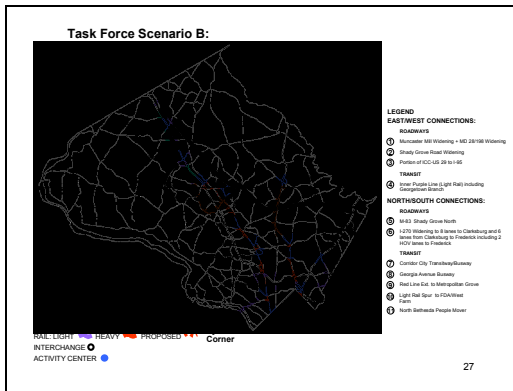 Task Force Scenario B:
LEGEND
EAST/WEST CONNECTIONS:
ROADWAYS
1 Muncaster Mill Widening + MD 28/198 Widening
2 Shady Grove Road Widening
3 Portion of ICC-US 29 to I-95
TRANSIT
4 Inner Purple Line (Light Rail) including
Georgetown Branch
NORTH/SOUTH CONNECTIONS:
ROADWAYS
5 M-83 Shady Grove North
6 I-270 Widening to 8 lanes to Clarksburg and 6
lanes from Clarksburg to Frederick including 2
HOV lanes to Frederick
TRANSIT
7 Corridor City Transitway/Busway
8 Georgia Avenue Busway
9 Red Line Ext. to Metropolitan Grove
10 Light Rail Spur to FDA/West
Farm
11 North Bethesda People Mover
RAIL: LIGHT HEAVY PROPOSED
Corner
INTERCHANGE
ACTIVITY CENTER
27